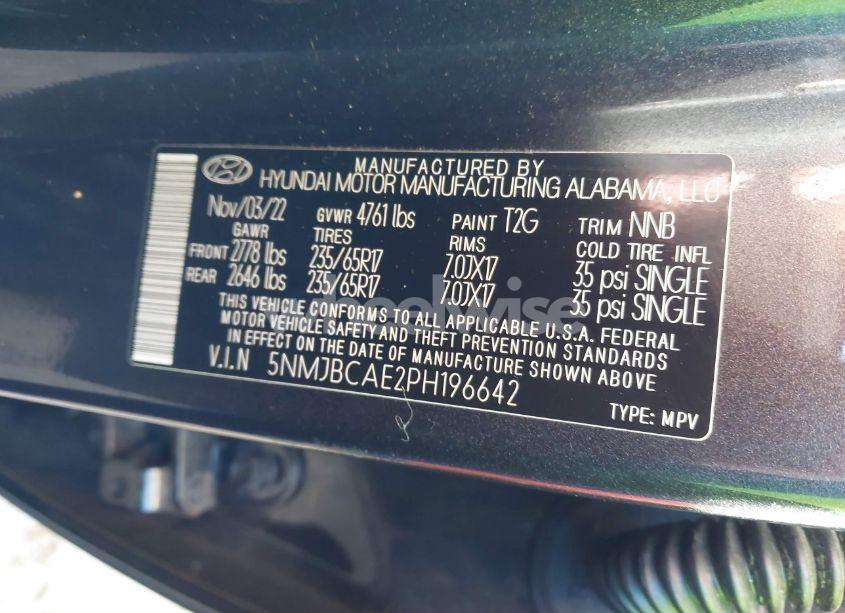 MANUFACTURED BY
HYUNDAI MOTOR MANUFACTURING ALABAMA, LLC
Nov/03/22 GVWR 4761 lbs PAINT T2G TRIM NNB
GAWR TIRES RIMS COLD TIRE INFL
FRONT 2778 lbs 235/65R17 7.0JX17 35 psi SINGLE
REAR 2646 lbs 235/65R17 7.0JX17 35 psi SINGLE
THIS VEHICLE CONFORMS TO ALL APPLICABLE U.S.A. FEDERAL
MOTOR VEHICLE SAFETY AND THEFT PREVENTION STANDARDS
IN EFFECT ON THE DATE OF MANUFACTURE SHOWN ABOVE
V.I.N 5NMJBCAE2PH196642
TYPE: MPV